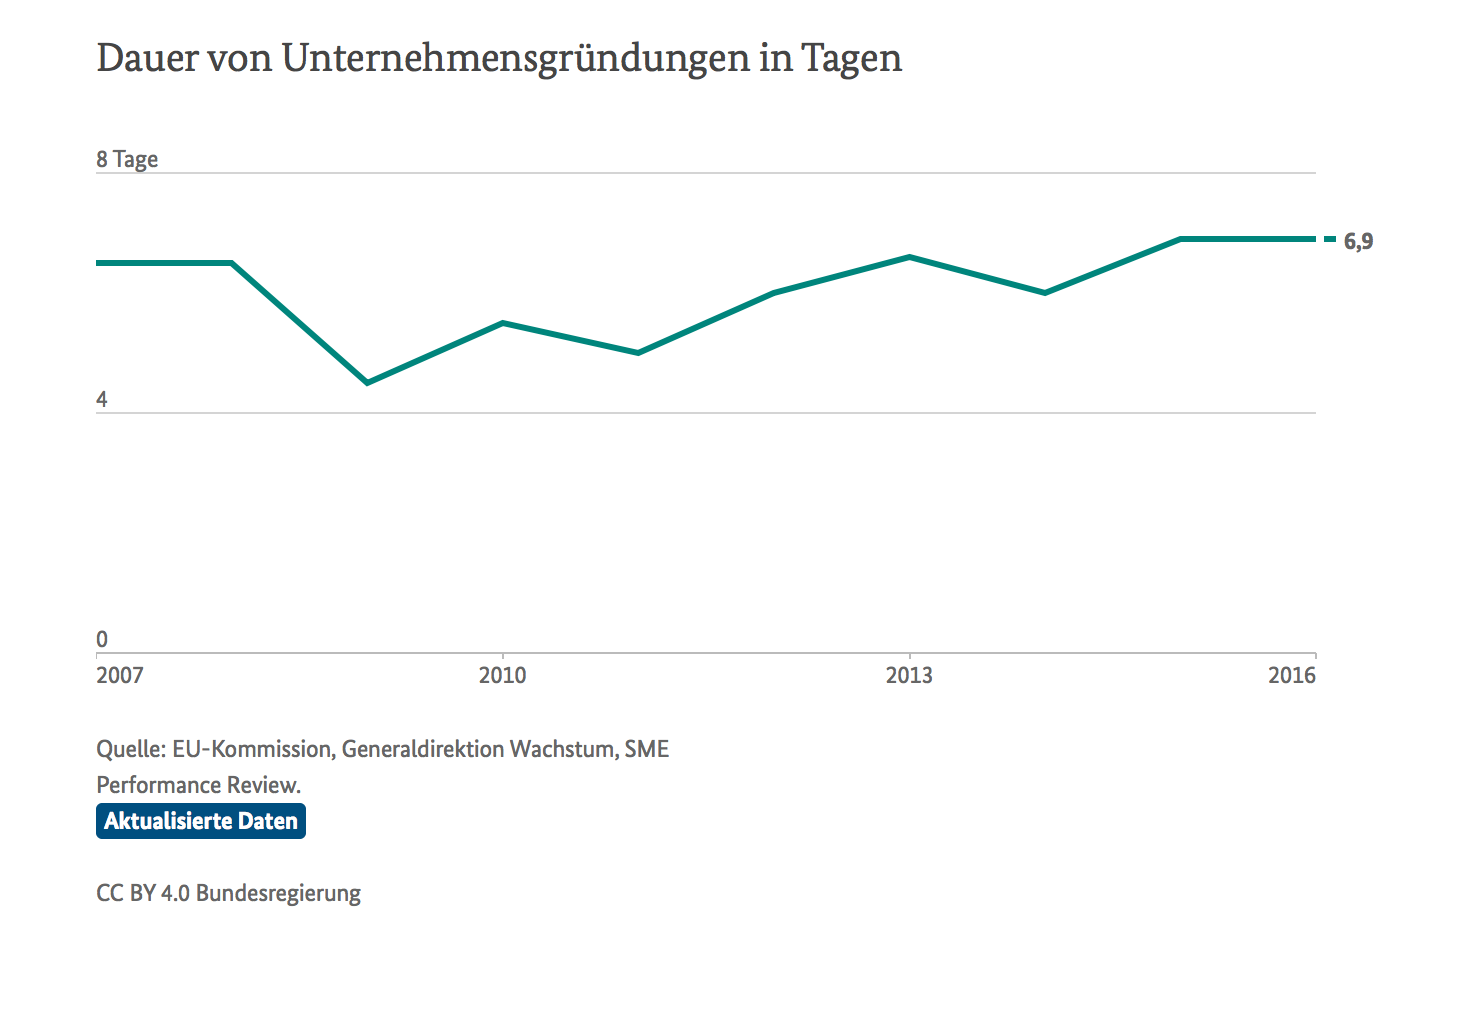 Dauer von Unternehmensgründungen in Tagen
8 Tage
6,9
4
0
2007 2010 2013 2016
Quelle: EU-Kommission, Generaldirektion Wachstum, SME
Performance Review.
Aktualisierte Daten
CC BY 4.0 Bundesregierung